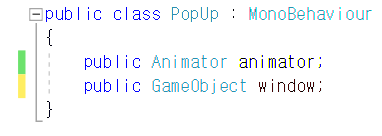 public class PopUp : MonoBehaviour
{
public Animator animator;
public GameObject window;
}